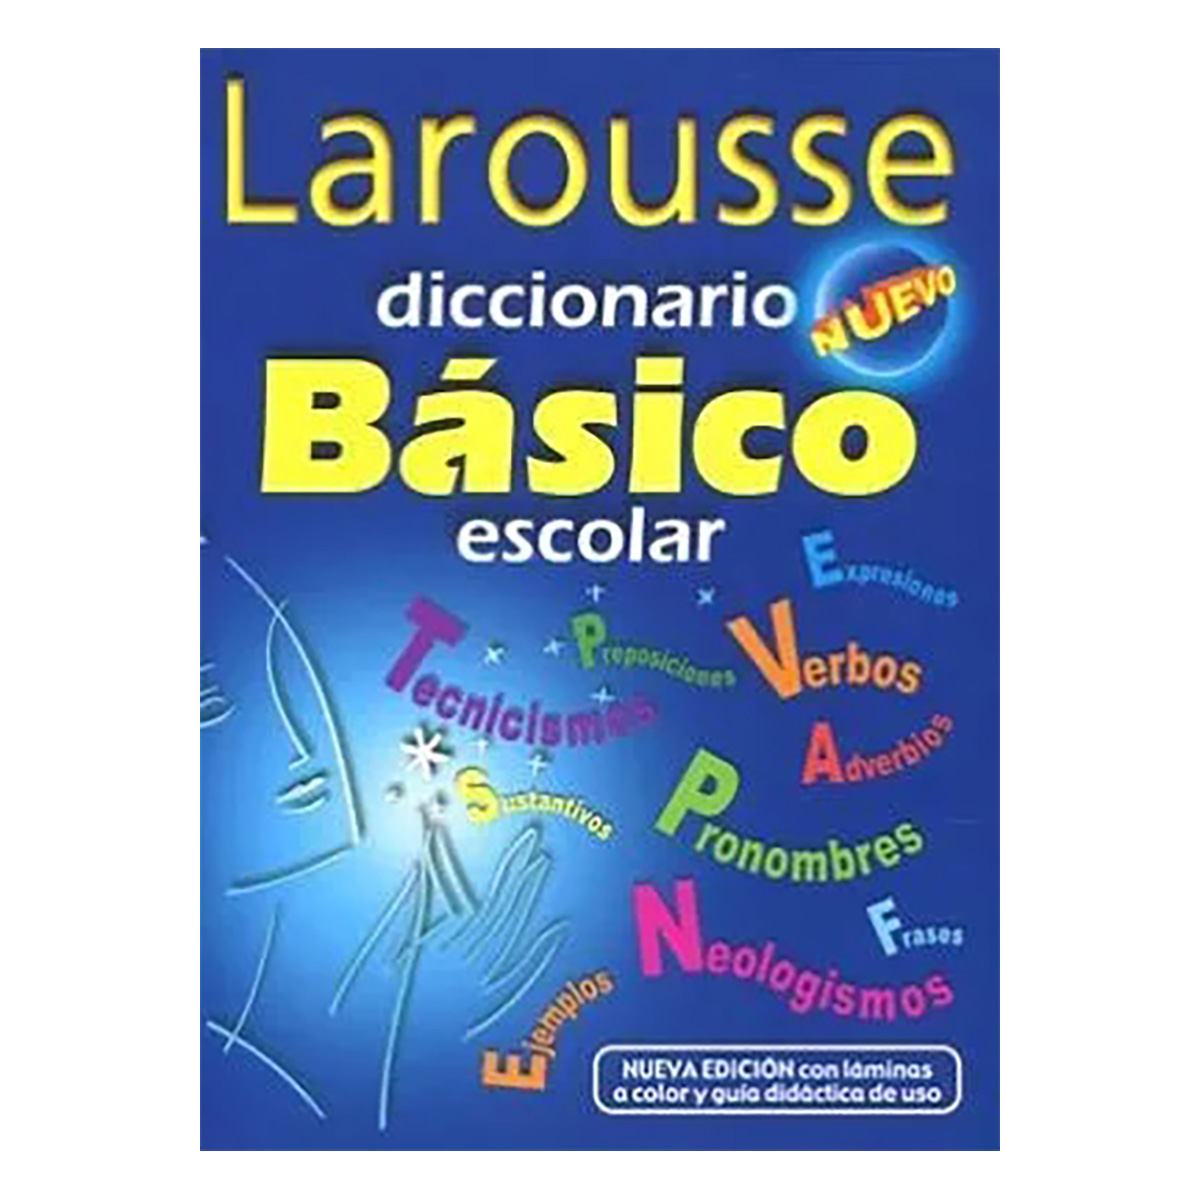 Larousse
diccionario
NUEVO
Básico
escolar
Expresiones
Tecnicismos
Preposiciones
Verbos
Adverbios
Sustantivos
Pronombres
Neologismos
Frases
Ejemplos
NUEVA EDICIÓN con láminas
a color y guía didáctica de uso